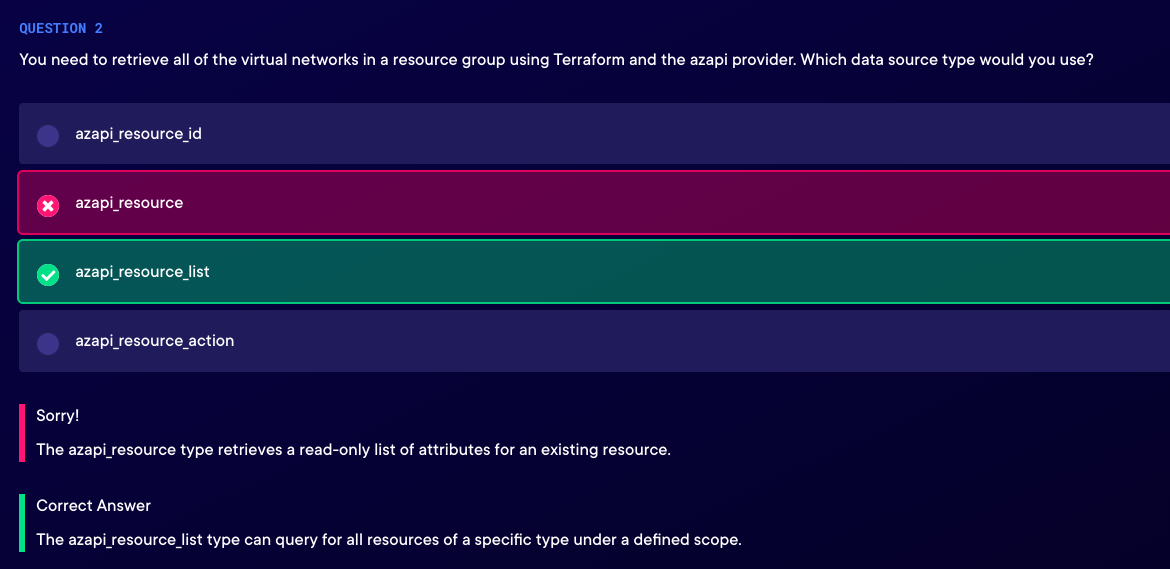 QUESTION 2
You need to retrieve all of the virtual networks in a resource group using Terraform and the azapi provider. Which data source type would you use?
azapi_resource_id
azapi_resource
azapi_resource_list
azapi_resource_action
Sorry!
The azapi_resource type retrieves a read-only list of attributes for an existing resource.
Correct Answer
The azapi_resource_list type can query for all resources of a specific type under a defined scope.